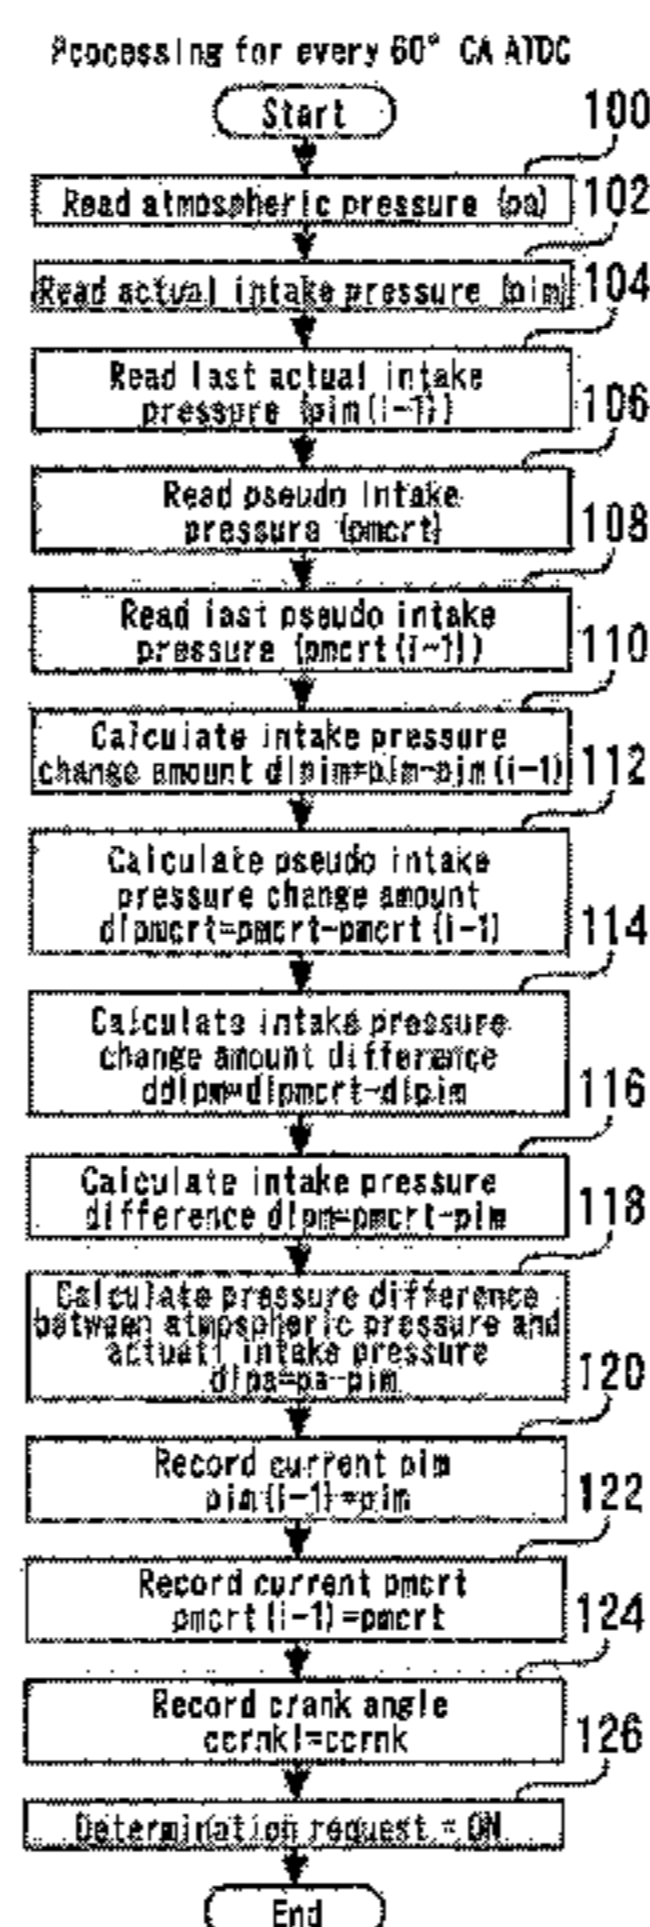 Processing for every 60° CA ATDC
Start
100
Read atmospheric pressure (pa)
102
Read actual intake pressure (pim)
104
Read last actual intake
pressure (pim(i-1))
106
Read pseudo intake
pressure (pmcrt)
108
Read last pseudo intake
pressure (pmcrt(i-1))
110
Calculate intake pressure
change amount dlpim=pim-pim(i-1)
112
Calculate pseudo intake
pressure change amount
dlpmcrt=pmcrt-pmcrt(i-1)
114
Calculate intake pressure
change amount difference
ddlpm=dlpmcrt-dlpim
116
Calculate intake pressure
difference dlpm=pmcrt-pim
118
Calculate pressure difference
between atmospheric pressure and
actual intake pressure
dlpa=pa-pim
120
Record current pim
pim(i-1)=pim
122
Record current pmcrt
pmcrt(i-1)=pmcrt
124
Record crank angle
ccrnkl=ccrnk
126
Determination request = ON
End